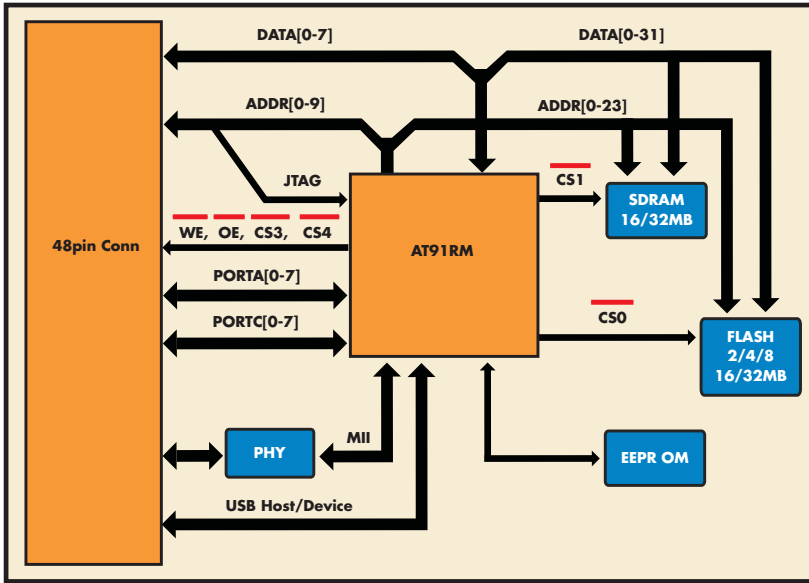 DATA[0-7]
DATA[0-31]
ADDR[0-9]
ADDR[0-23]
JTAG
CS1
SDRAM
16/32MB
WE, OE, CS3, CS4
48pin Conn
AT91RM
PORTA[0-7]
PORTC[0-7]
CS0
FLASH
2/4/8
16/32MB
MII
PHY
EEPR OM
USB Host/Device